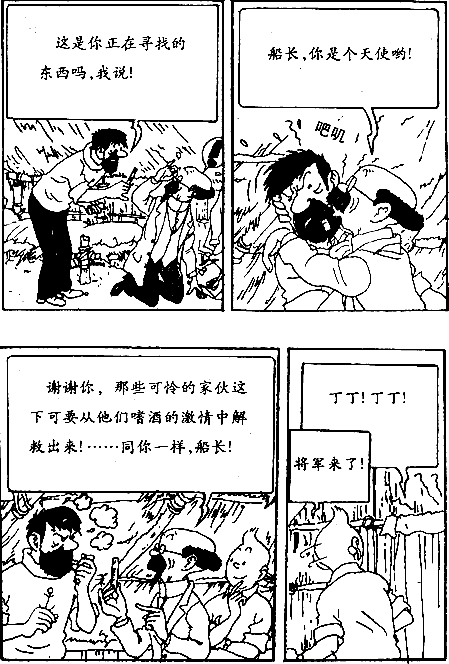 这是你正在寻找的
东西吗,我说!
船长,你是个天使哟!
吧叽
谢谢你，那些可怜的家伙这
下可要从他们嗜酒的激情中解
救出来!……同你一样,船长!
丁丁!丁丁!
将军来了!